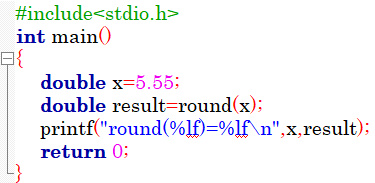 #include<stdio.h>
int main()
{
double x=5.55;
double result=round(x);
printf("round(%lf)=%lf\n",x,result);
return 0;
}